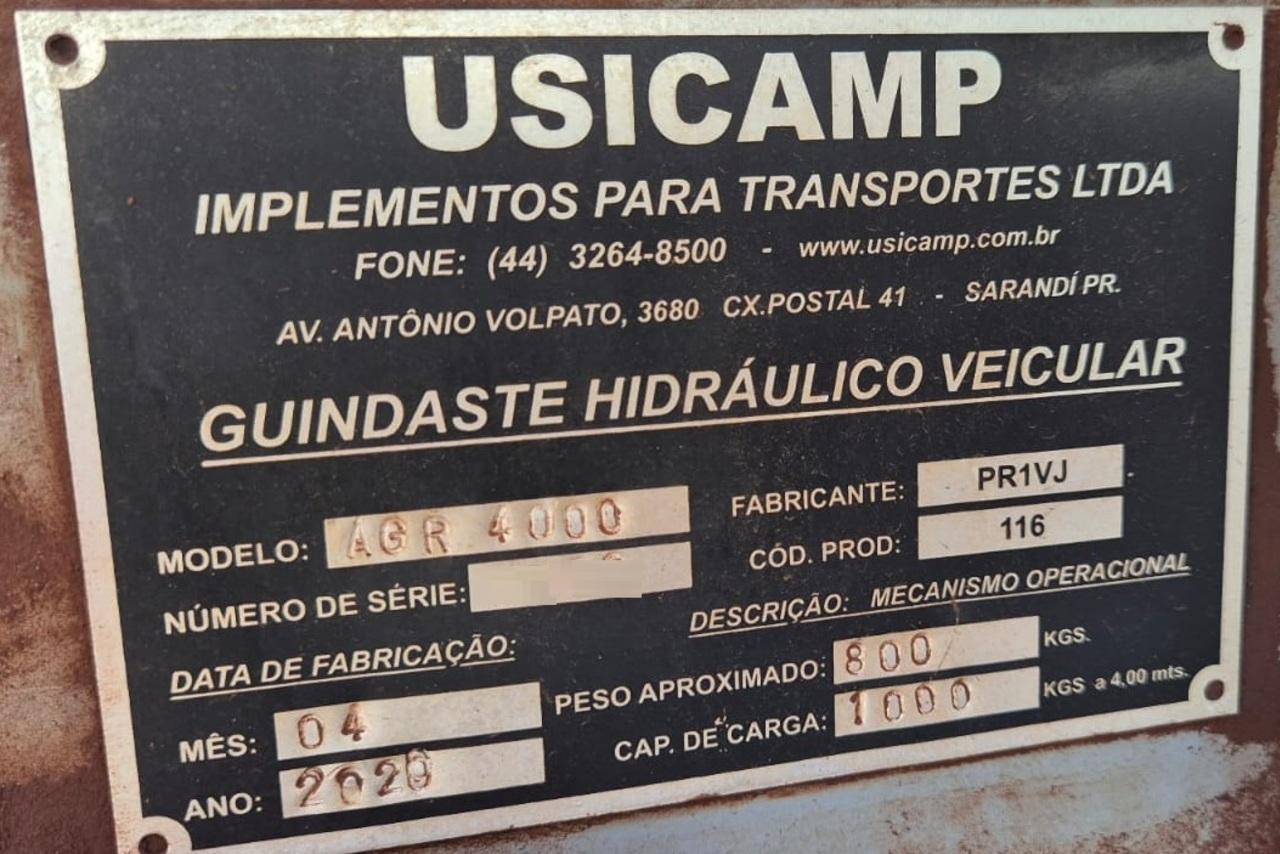 USICAMP
IMPLEMENTOS PARA TRANSPORTES LTDA
FONE: (44) 3264-8500 - www.usicamp.com.br
AV. ANTÔNIO VOLPATO, 3680 CX.POSTAL 41 - SARANDÍ PR.
GUINDASTE HIDRÁULICO VEICULAR
MODELO: AGR 4000
NÚMERO DE SÉRIE:
DATA DE FABRICAÇÃO:
MÊS: 04
ANO: 2020
FABRICANTE: PR1VJ
CÓD. PROD: 116
DESCRIÇÃO: MECANISMO OPERACIONAL
PESO APROXIMADO: 800 KGS.
CAP. DE CARGA: 1000 KGS a 4,00 mts.